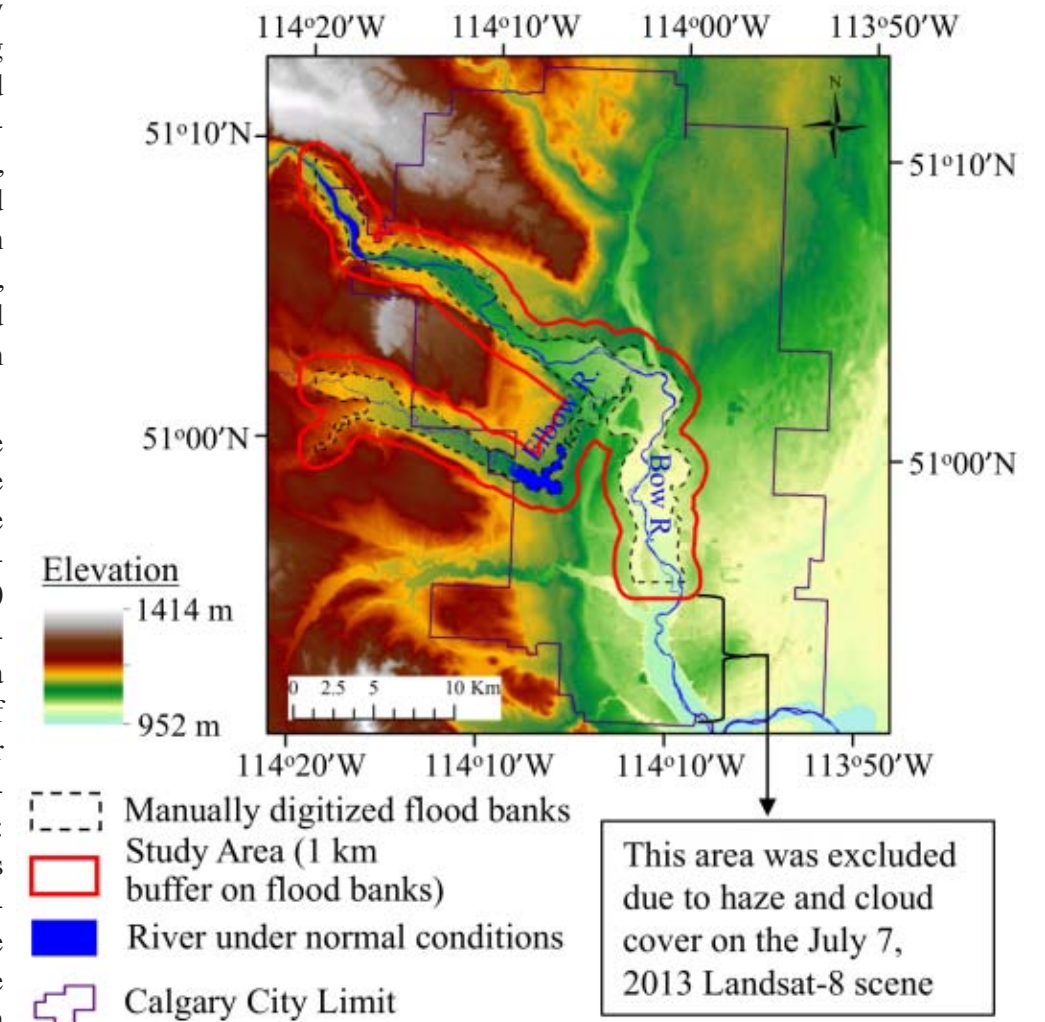 114°20′W 114°10′W 114°00′W 113°50′W
N
51°10′N
51°10′N
Elbow R.
51°00′N
51°00′N
Bow R.
Elevation
1414 m
952 m
0 2.5 5 10 Km
114°20′W 114°10′W 114°10′W 113°50′W
Manually digitized flood banks
Study Area (1 km
buffer on flood banks)
River under normal conditions
Calgary City Limit
This area was excluded
due to haze and cloud
cover on the July 7,
2013 Landsat-8 scene